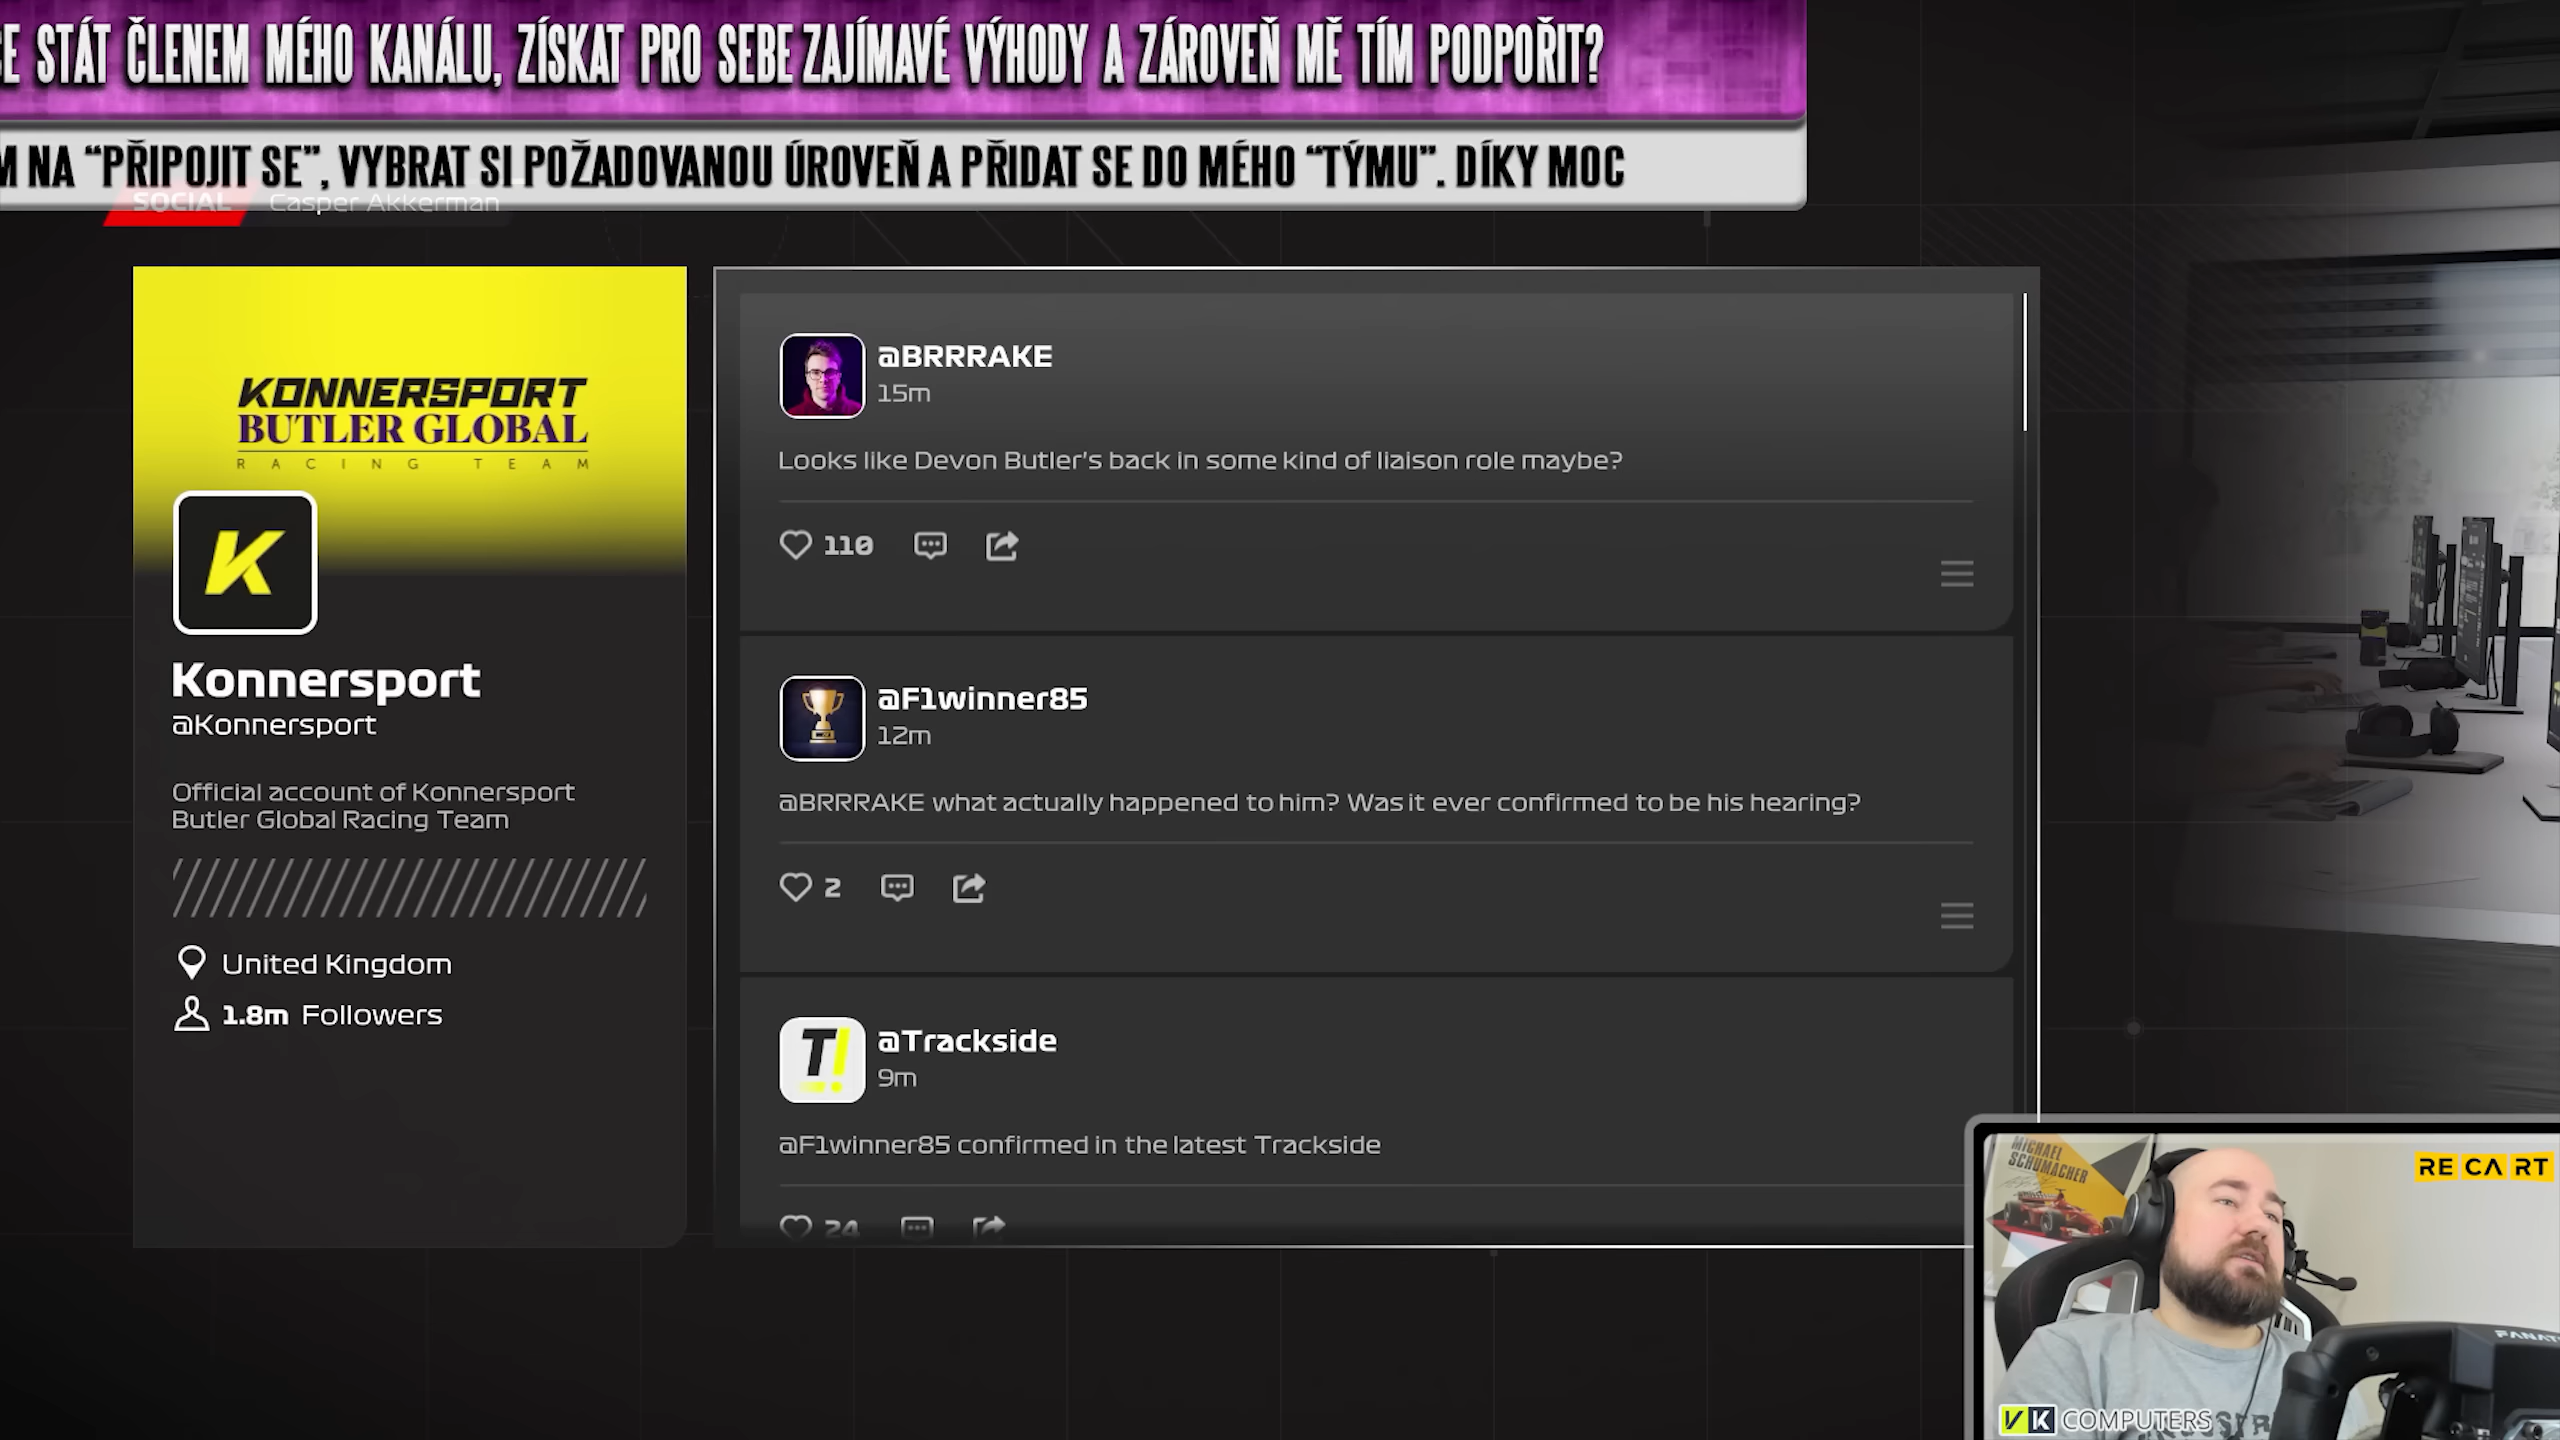 STÁT ČLENEM MÉHO KANÁLU, ZÍSKAT PRO SEBE ZAJÍMAVÉ VÝHODY A ZÁROVEŇ MĚ TÍM PODPOŘIT?
NA “PŘIPOJIT SE”, VYBRAT SI POŽADOVANOU ÚROVEŇ A PŘIDAT SE DO MÉHO “TÝMU”. DÍKY MOC
SOCIAL Casper Akkerman
KONNERSPORT
BUTLER GLOBAL
RACING TEAM
K
Konnersport
@Konnersport
Official account of Konnersport
Butler Global Racing Team
United Kingdom
1.8m Followers
@BRRRAKE
15m
Looks like Devon Butler's back in some kind of liaison role maybe?
110
@F1winner85
12m
@BRRRAKE what actually happened to him? Was it ever confirmed to be his hearing?
2
T!
@Trackside
9m
@F1winner85 confirmed in the latest Trackside
24
MICHAEL
SCHUMACHER
RECART
VK COMPUTERS